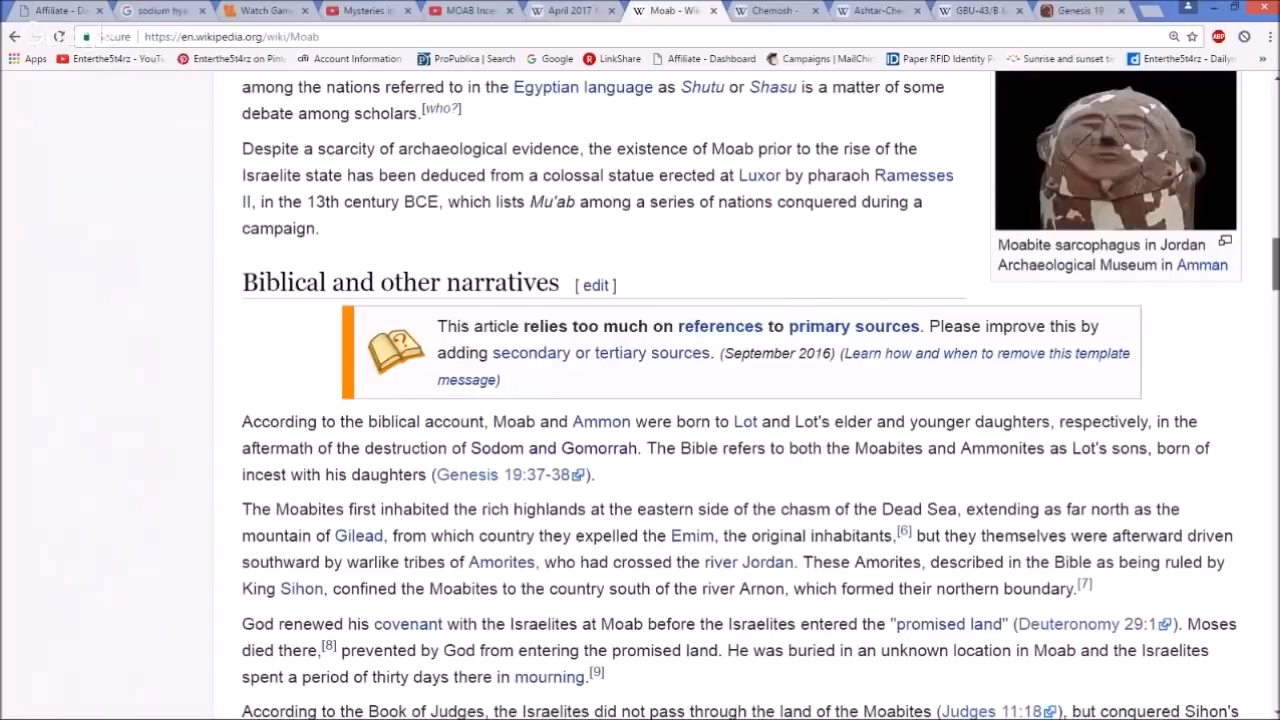 Affiliate - Da
sodium hya
Watch Gam
Mysteries in
MOAB Ince
April 2017 N
Moab - Wik
Chemosh -
Ashtar-Che
GBU-43/B M
Genesis 19
https://en.wikipedia.org/wiki/Moab
Apps Enterthe5t4rz - YouTu Enterthe5t4rz on Pint Account Information ProPublica | Search Google LinkShare Affiliate - Dashboard Campaigns | MailChim Paper RFID Identity P Sunrise and sunset tim Enterthe5t4rz - Dailyn
among the nations referred to in the Egyptian language as Shutu or Shasu is a matter of some
debate among scholars.[who?]
Despite a scarcity of archaeological evidence, the existence of Moab prior to the rise of the
Israelite state has been deduced from a colossal statue erected at Luxor by pharaoh Ramesses
II, in the 13th century BCE, which lists Mu'ab among a series of nations conquered during a
campaign.
Moabite sarcophagus in Jordan
Archaeological Museum in Amman
Biblical and other narratives [ edit ]
This article relies too much on references to primary sources. Please improve this by
adding secondary or tertiary sources. (September 2016) (Learn how and when to remove this template
message)
According to the biblical account, Moab and Ammon were born to Lot and Lot's elder and younger daughters, respectively, in the
aftermath of the destruction of Sodom and Gomorrah. The Bible refers to both the Moabites and Ammonites as Lot's sons, born of
incest with his daughters (Genesis 19:37-38).
The Moabites first inhabited the rich highlands at the eastern side of the chasm of the Dead Sea, extending as far north as the
mountain of Gilead, from which country they expelled the Emim, the original inhabitants,[6] but they themselves were afterward driven
southward by warlike tribes of Amorites, who had crossed the river Jordan. These Amorites, described in the Bible as being ruled by
King Sihon, confined the Moabites to the country south of the river Arnon, which formed their northern boundary.[7]
God renewed his covenant with the Israelites at Moab before the Israelites entered the "promised land" (Deuteronomy 29:1). Moses
died there,[8] prevented by God from entering the promised land. He was buried in an unknown location in Moab and the Israelites
spent a period of thirty days there in mourning.[9]
According to the Book of Judges, the Israelites did not pass through the land of the Moabites (Judges 11:18), but conquered Sihon's